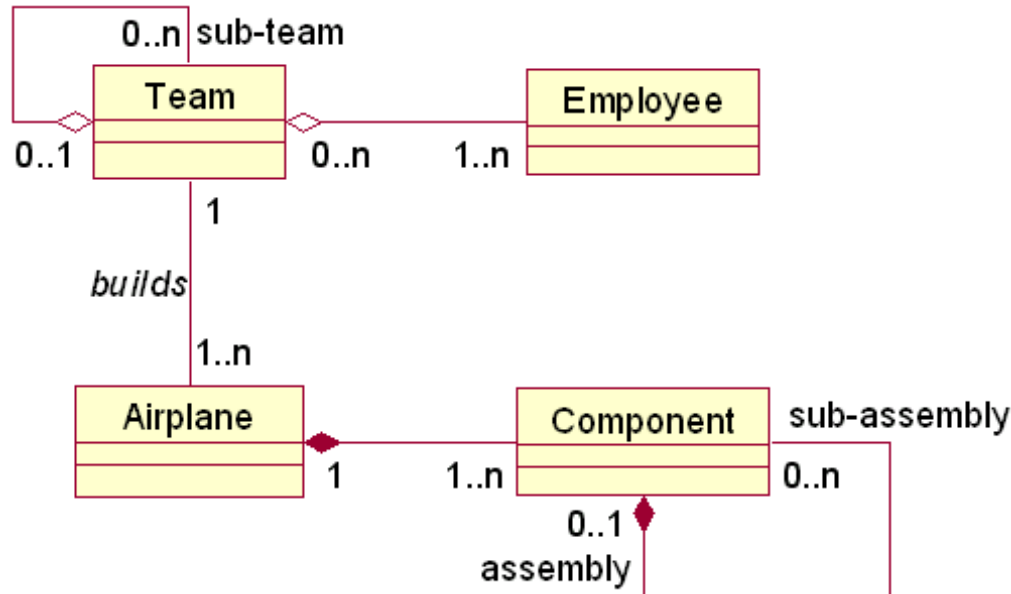 0..n sub-team
Team
Employee
0..1
0..n
1..n
1
builds
1..n
Airplane
Component
sub-assembly
1
1..n
0..n
0..1
assembly